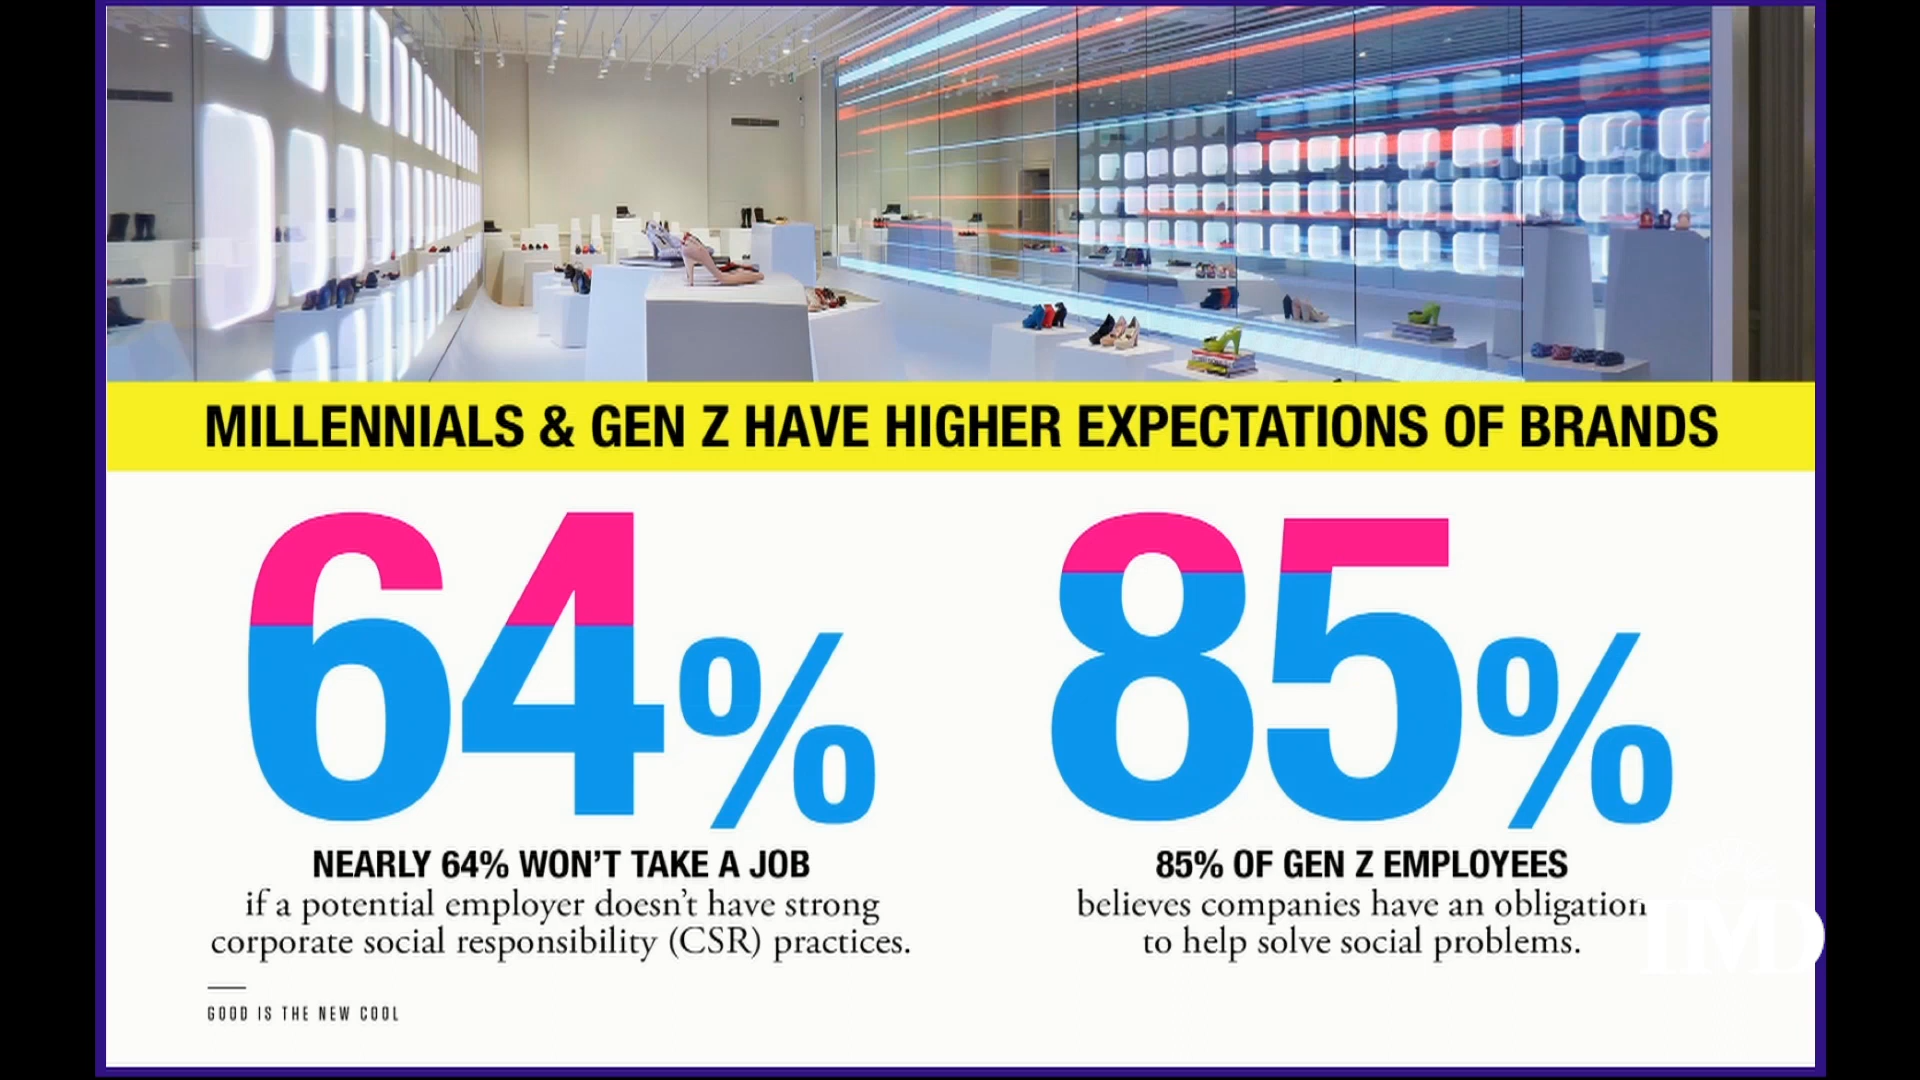 MILLENNIALS & GEN Z HAVE HIGHER EXPECTATIONS OF BRANDS
64%
NEARLY 64% WON'T TAKE A JOB
if a potential employer doesn't have strong
corporate social responsibility (CSR) practices.
85%
85% OF GEN Z EMPLOYEES
believes companies have an obligation
to help solve social problems.
IMD
GOOD IS THE NEW COOL